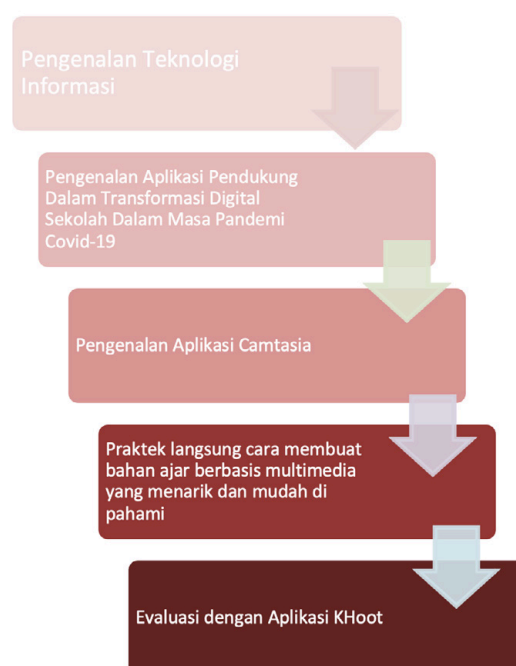 Pengenalan Teknologi
Informasi
Pengenalan Aplikasi Pendukung
Dalam Transformasi Digital
Sekolah Dalam Masa Pandemi
Covid-19
Pengenalan Aplikasi Camtasia
Praktek langsung cara membuat
bahan ajar berbasis multimedia
yang menarik dan mudah di
pahami
Evaluasi dengan Aplikasi KHoot